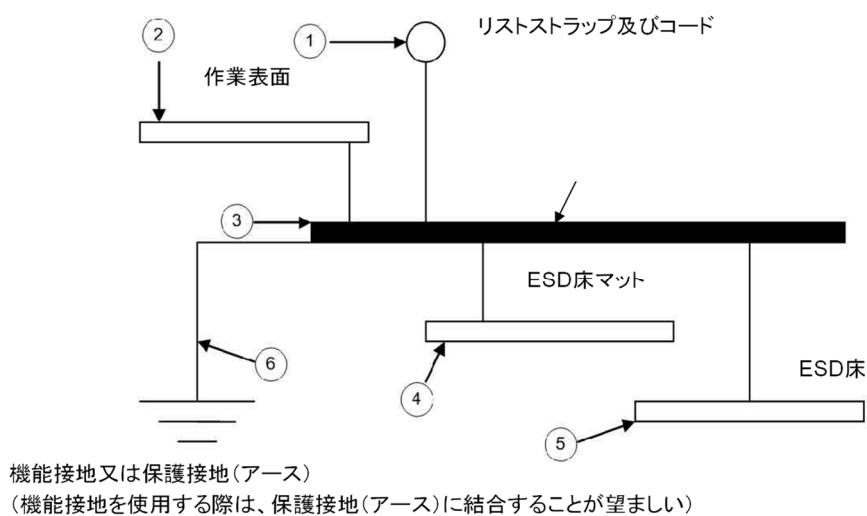 リストストラップ及びコード
②
①
作業表面
③
ESD床マット
⑥
ESD床
④
⑤
機能接地又は保護接地（アース）
（機能接地を使用する際は、保護接地（アース）に結合することが望ましい）